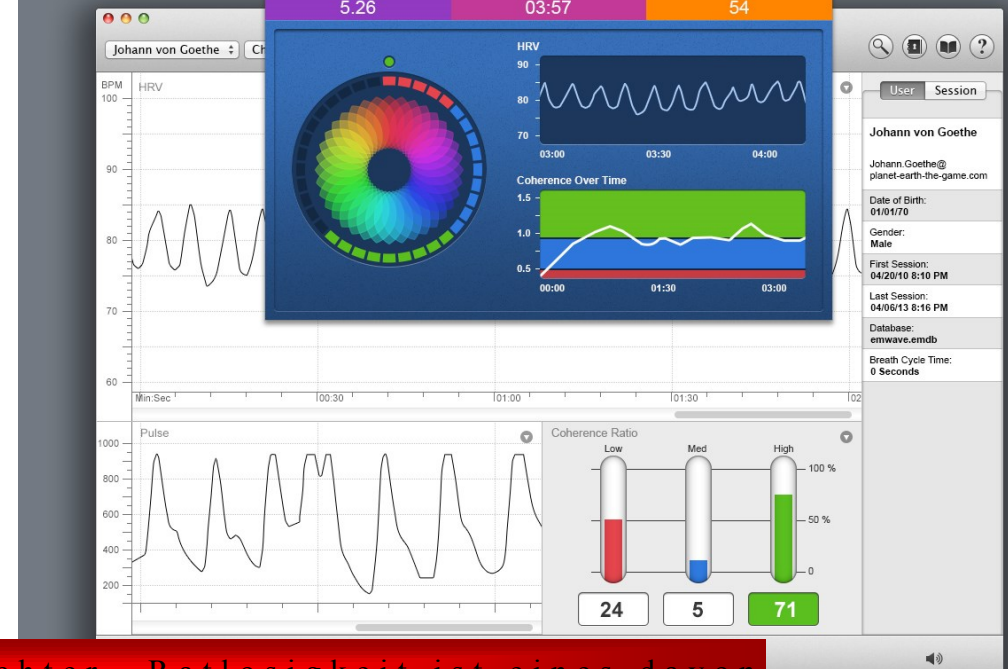 5.26 03:57 54
Johann von Goethe
BPM
HRV
100
90
80
70
60
Min:Sec 00:30 01:00 01:30 02
HRV
90
80
70
03:00 03:30 04:00
Coherence Over Time
1.5
1.0
0.5
00:00 01:30 03:00
?
User Session
Johann von Goethe
Johann.Goethe@
planet-earth-the-game.com
Date of Birth:
01/01/70
Gender:
Male
First Session:
04/20/10 8:10 PM
Last Session:
04/06/13 8:16 PM
Database:
emwave.emdb
Breath Cycle Time:
0 Seconds
Pulse
1000
800
600
400
200
Coherence Ratio
Low Med High
100 %
50 %
0
24 5 71
Ratlosigkeit ist eines davon